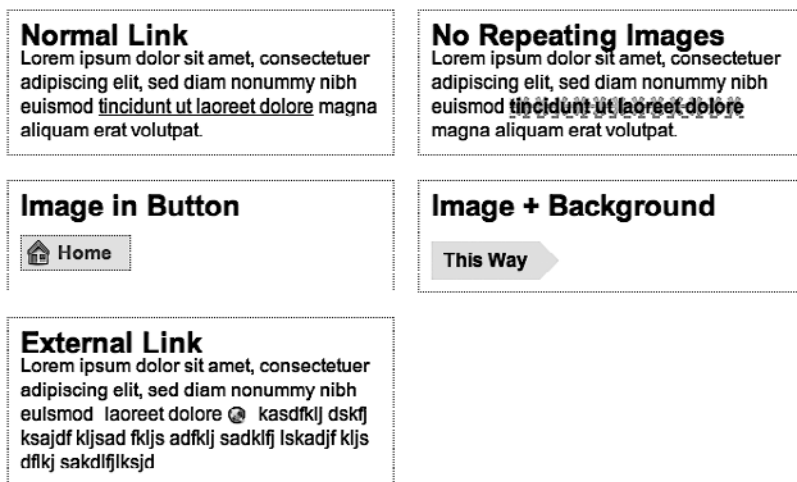 Normal Link
Lorem ipsum dolor sit amet, consectetuer
adipiscing elit, sed diam nonummy nibh
euismod tincidunt ut laoreet dolore magna
aliquam erat volutpat.
No Repeating Images
Lorem ipsum dolor sit amet, consectetuer
adipiscing elit, sed diam nonummy nibh
euismod tincidunt ut laoreet dolore
magna aliquam erat volutpat.
Image in Button
Home
Image + Background
This Way
External Link
Lorem ipsum dolor sit amet, consectetuer
adipiscing elit, sed diam nonummy nibh
euismod laoreet dolore kasdfklj dskfj
ksajdf kljsad fkljs adfklj sadklfj lskadjf kljs
dflkj sakdlfjlksjd